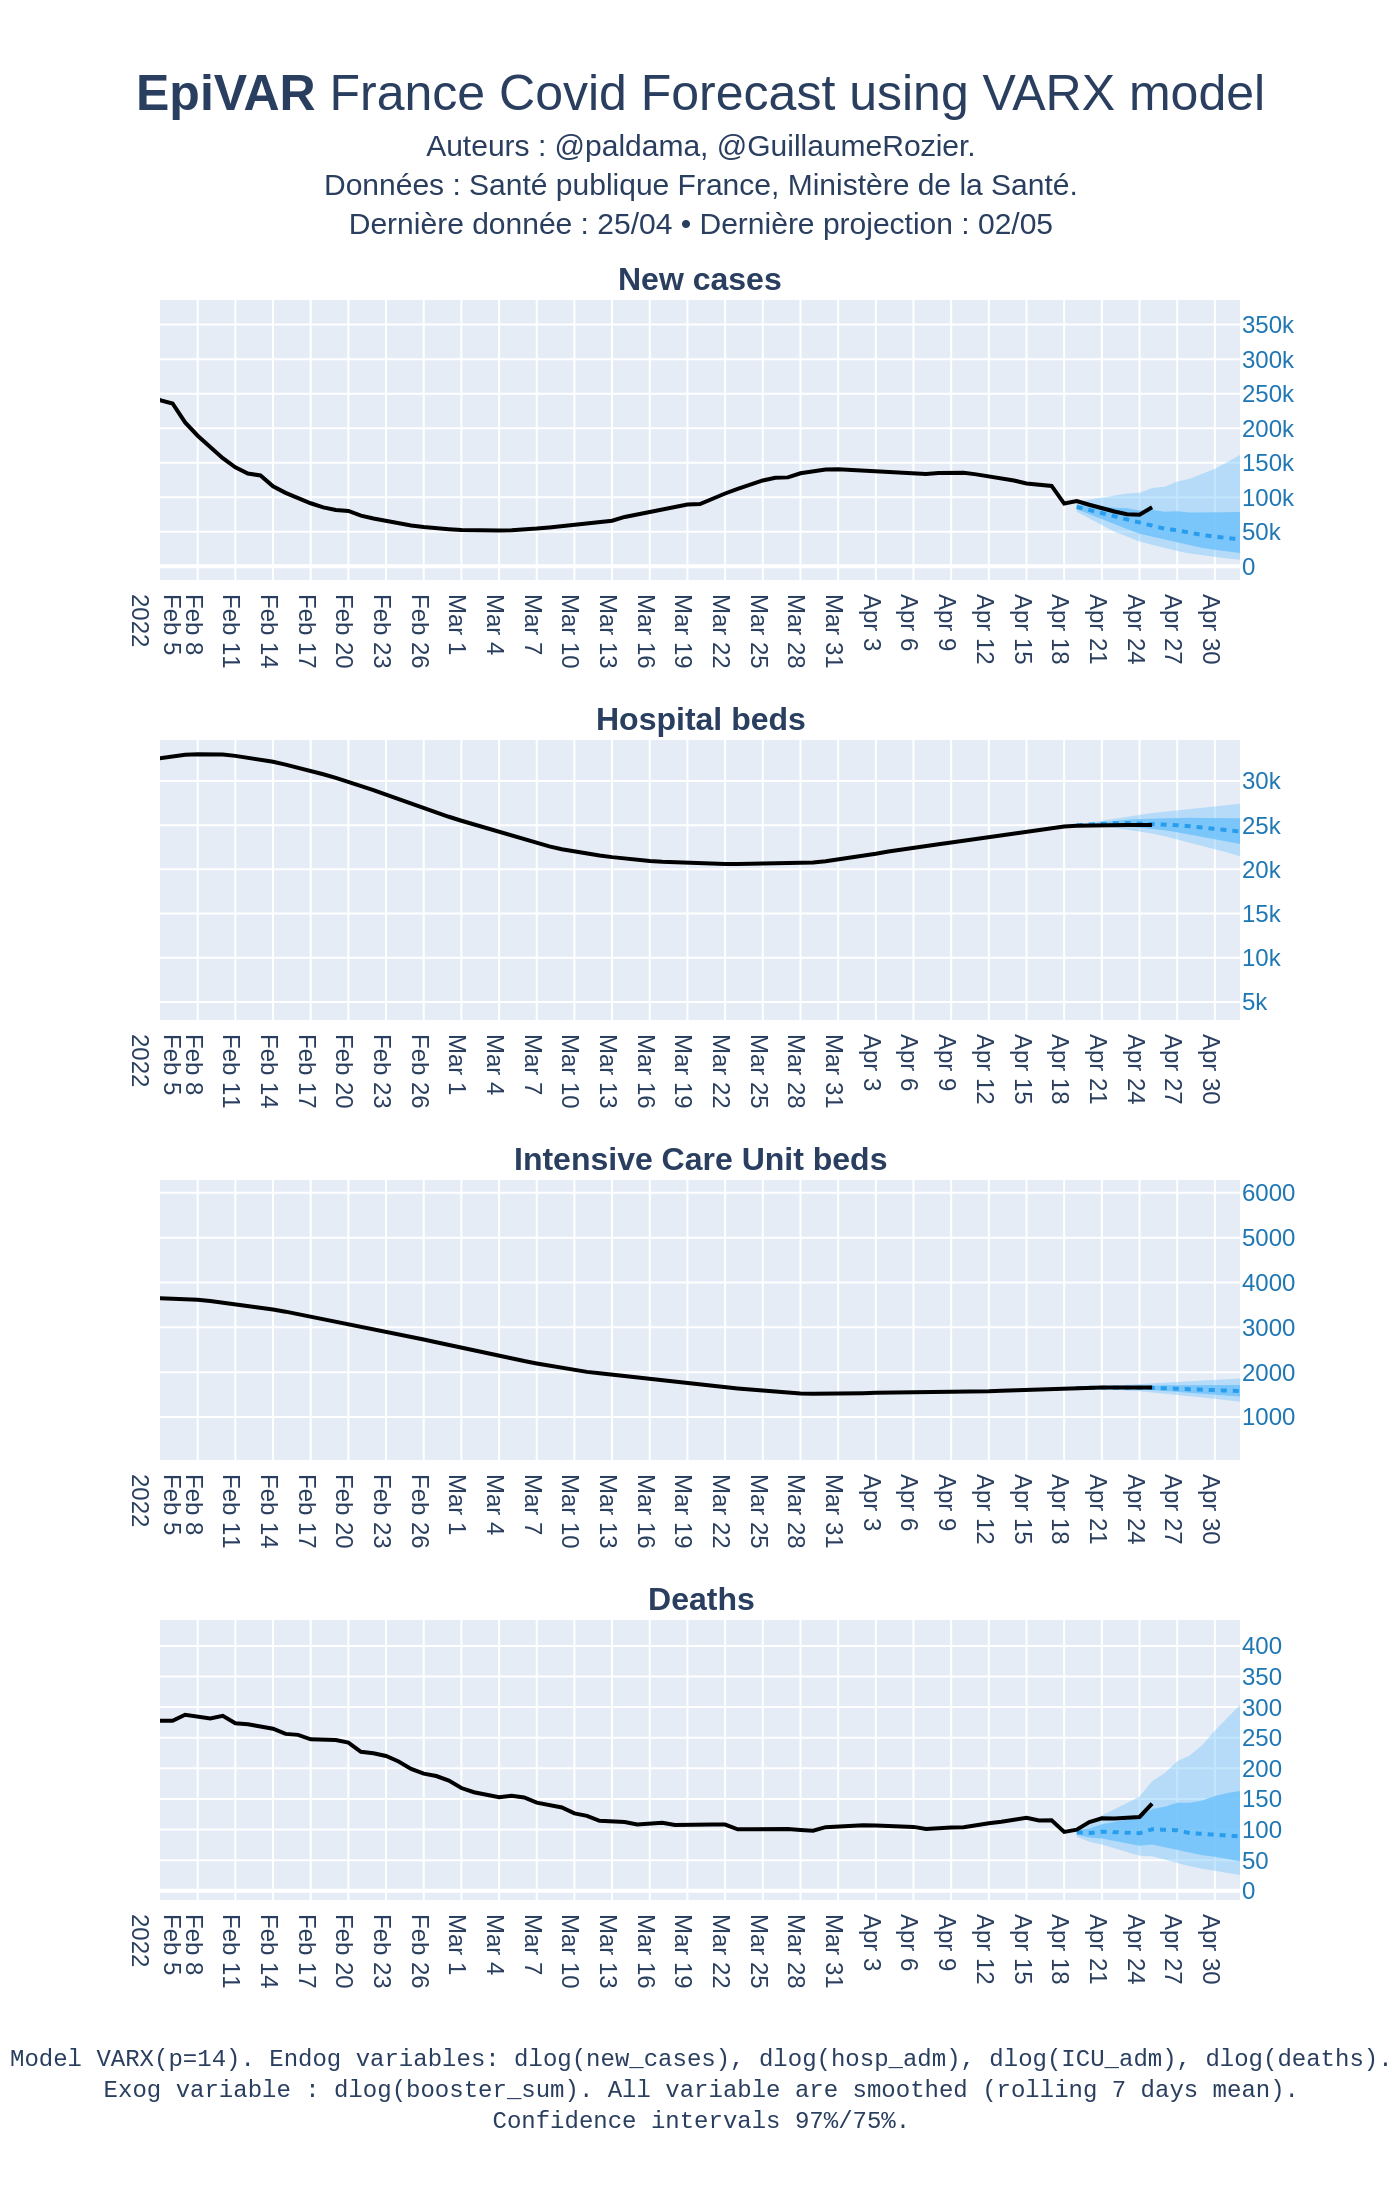 EpiVAR France Covid Forecast using VARX model
Auteurs : @paldama, @GuillaumeRozier.
Données : Santé publique France, Ministère de la Santé.
Dernière donnée : 25/04 • Dernière projection : 02/05
New cases
350k
300k
250k
200k
150k
100k
50k
0
Feb 5
2022
Feb 8
Feb 11
Feb 14
Feb 17
Feb 20
Feb 23
Feb 26
Mar 1
Mar 4
Mar 7
Mar 10
Mar 13
Mar 16
Mar 19
Mar 22
Mar 25
Mar 28
Mar 31
Apr 3
Apr 6
Apr 9
Apr 12
Apr 15
Apr 18
Apr 21
Apr 24
Apr 27
Apr 30
Hospital beds
30k
25k
20k
15k
10k
5k
Feb 5
2022
Feb 8
Feb 11
Feb 14
Feb 17
Feb 20
Feb 23
Feb 26
Mar 1
Mar 4
Mar 7
Mar 10
Mar 13
Mar 16
Mar 19
Mar 22
Mar 25
Mar 28
Mar 31
Apr 3
Apr 6
Apr 9
Apr 12
Apr 15
Apr 18
Apr 21
Apr 24
Apr 27
Apr 30
Intensive Care Unit beds
6000
5000
4000
3000
2000
1000
Feb 5
2022
Feb 8
Feb 11
Feb 14
Feb 17
Feb 20
Feb 23
Feb 26
Mar 1
Mar 4
Mar 7
Mar 10
Mar 13
Mar 16
Mar 19
Mar 22
Mar 25
Mar 28
Mar 31
Apr 3
Apr 6
Apr 9
Apr 12
Apr 15
Apr 18
Apr 21
Apr 24
Apr 27
Apr 30
Deaths
400
350
300
250
200
150
100
50
0
Feb 5
2022
Feb 8
Feb 11
Feb 14
Feb 17
Feb 20
Feb 23
Feb 26
Mar 1
Mar 4
Mar 7
Mar 10
Mar 13
Mar 16
Mar 19
Mar 22
Mar 25
Mar 28
Mar 31
Apr 3
Apr 6
Apr 9
Apr 12
Apr 15
Apr 18
Apr 21
Apr 24
Apr 27
Apr 30
Model VARX(p=14). Endog variables: dlog(new_cases), dlog(hosp_adm), dlog(ICU_adm), dlog(deaths).
Exog variable : dlog(booster_sum). All variable are smoothed (rolling 7 days mean).
Confidence intervals 97%/75%.